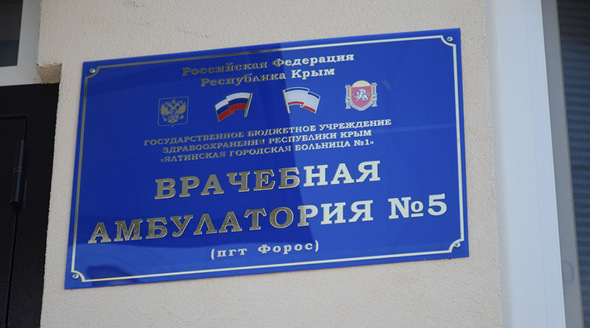 Российская Федерация
Республика Крым
ГОСУДАРСТВЕННОЕ БЮДЖЕТНОЕ УЧРЕЖДЕНИЕ
ЗДРАВООХРАНЕНИЯ РЕСПУБЛИКИ КРЫМ
«ЯЛТИНСКАЯ ГОРОДСКАЯ БОЛЬНИЦА №1»
ВРАЧЕБНАЯ
АМБУЛАТОРИЯ №5
(пгт Форос)